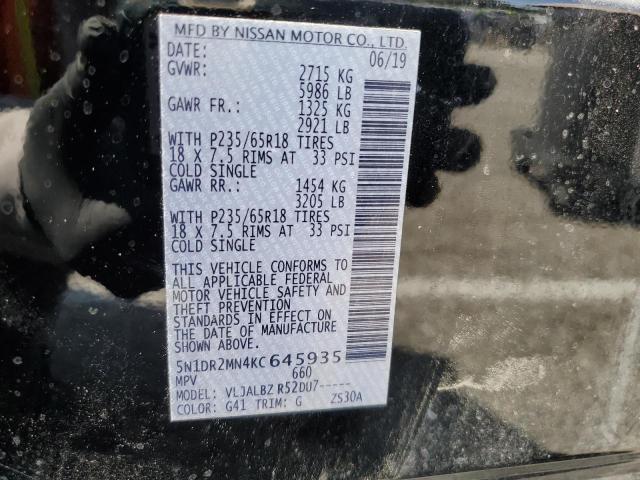 MFD BY NISSAN MOTOR CO., LTD.
DATE: 06/19
GVWR: 2715 KG
5986 LB
GAWR FR.: 1325 KG
2921 LB
WITH P235/65R18 TIRES
18 X 7.5 RIMS AT 33 PSI
COLD SINGLE
GAWR RR.: 1454 KG
3205 LB
WITH P235/65R18 TIRES
18 X 7.5 RIMS AT 33 PSI
COLD SINGLE
THIS VEHICLE CONFORMS TO
ALL APPLICABLE FEDERAL
MOTOR VEHICLE SAFETY AND
THEFT PREVENTION
STANDARDS IN EFFECT ON
THE DATE OF MANUFACTURE
SHOWN ABOVE.
5N1DR2MN4KC645935
MPV 660
MODEL: VLJALBZ R52DU7-----
COLOR: G41 TRIM: G ZS30A